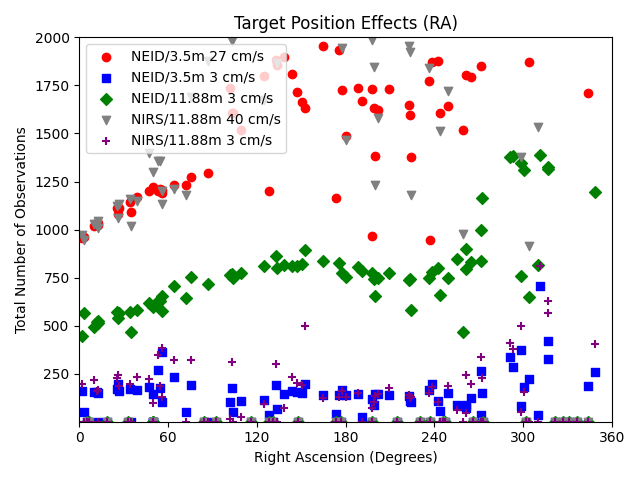 Target Position Effects (RA)
Total Number of Observations
2000
1750
1500
1250
1000
750
500
250
NEID/3.5m 27 cm/s
NEID/3.5m 3 cm/s
NEID/11.88m 3 cm/s
NIRS/11.88m 40 cm/s
NIRS/11.88m 3 cm/s
0 60 120 180 240 300 360
Right Ascension (Degrees)